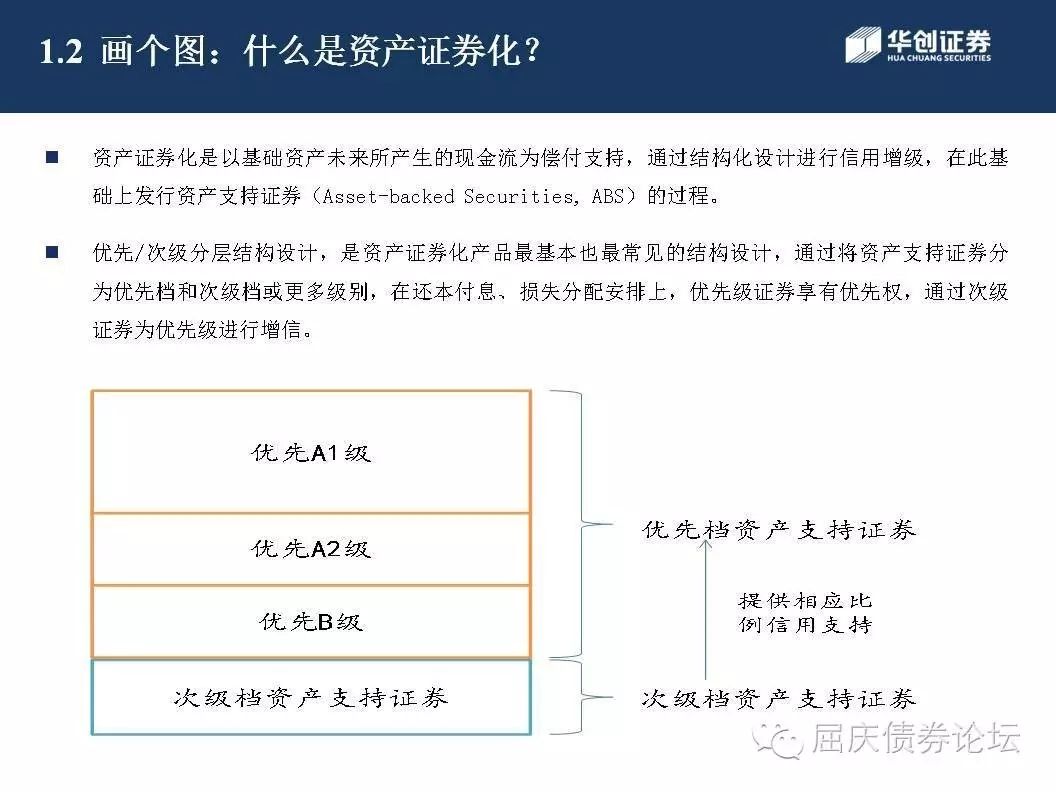 1.2 画个图：什么是资产证券化？
华创证券
HUA CHUANG SECURITIES
资产证券化是以基础资产未来所产生的现金流为偿付支持，通过结构化设计进行信用增级，在此基
础上发行资产支持证券（Asset-backed Securities, ABS）的过程。
优先/次级分层结构设计，是资产证券化产品最基本也最常见的结构设计，通过将资产支持证券分
为优先档和次级档或更多级别，在还本付息、损失分配安排上，优先级证券享有优先权，通过次级
证券为优先级进行增信。
优先A1级
优先A2级
优先B级
次级档资产支持证券
优先档资产支持证券
提供相应比
例信用支持
次级档资产支持证券
屈庆债券论坛